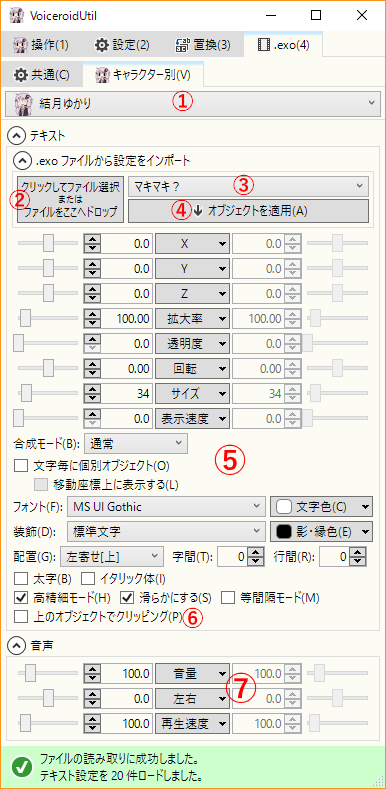 VoiceroidUtil
操作(1) 設定(2) 置換(3) .exo(4)
共通(C) キャラクター別(V)
結月ゆかり ①
テキスト
.exo ファイルから設定をインポート
クリックしてファイル選択
または
ファイルをここへドロップ
②
マキマキ？ ③
④ オブジェクトを適用(A)
0.0 X 0.0
0.0 Y 0.0
0.0 Z 0.0
100.00 拡大率 100.00
0.0 透明度 0.0
0.00 回転 0.00
34 サイズ 34
0.0 表示速度 0.0
合成モード(B): 通常
⑤
文字毎に個別オブジェクト(O)
移動座標上に表示する(L)
フォント(F): MS UI Gothic 文字色(C)
装飾(D): 標準文字 影・縁色(E)
配置(G): 左寄せ[上] 字間(T): 0 行間(R): 0
太字(B) イタリック体(I)
高精細モード(H) 滑らかにする(S) 等間隔モード(M)
上のオブジェクトでクリッピング(P) ⑥
音声
100.0 音量 100.0
0.0 左右 ⑦ 0.0
100.0 再生速度 100.0
ファイルの読み取りに成功しました。
テキスト設定を 20 件ロードしました。